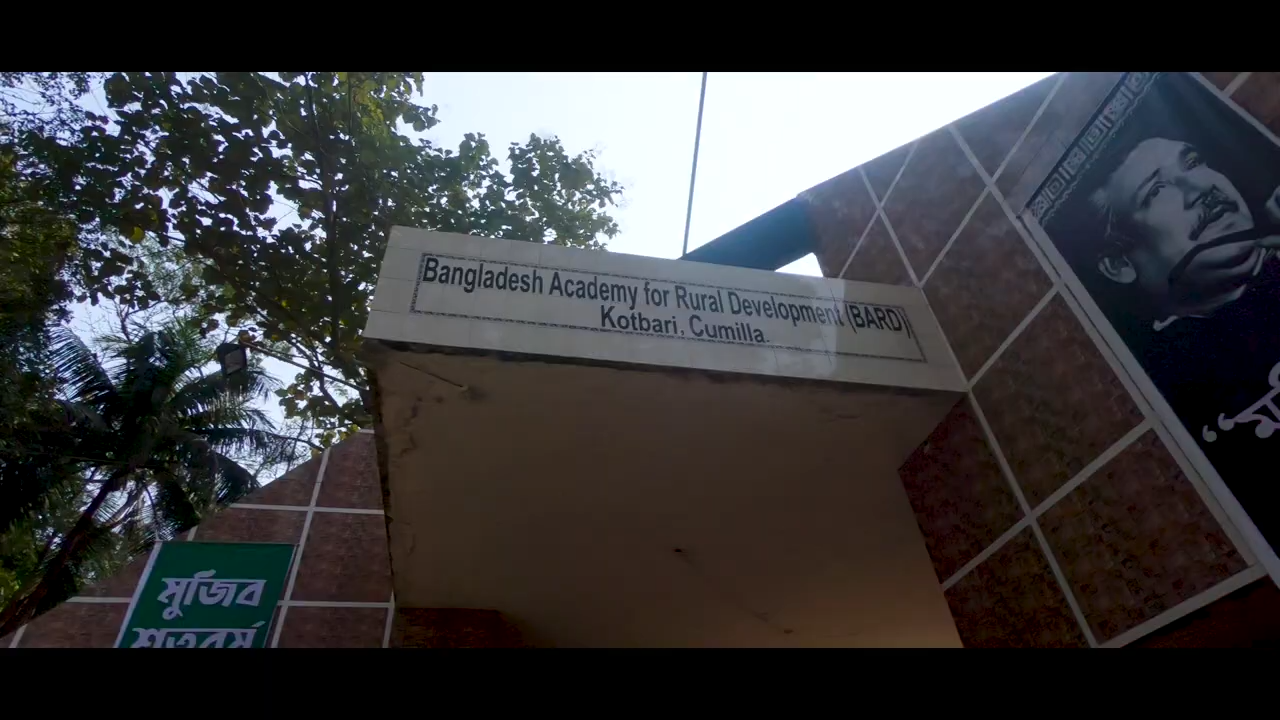 Bangladesh Academy for Rural Development (BARD)
Kotbari, Cumilla.
মুজিব
শতবর্ষ